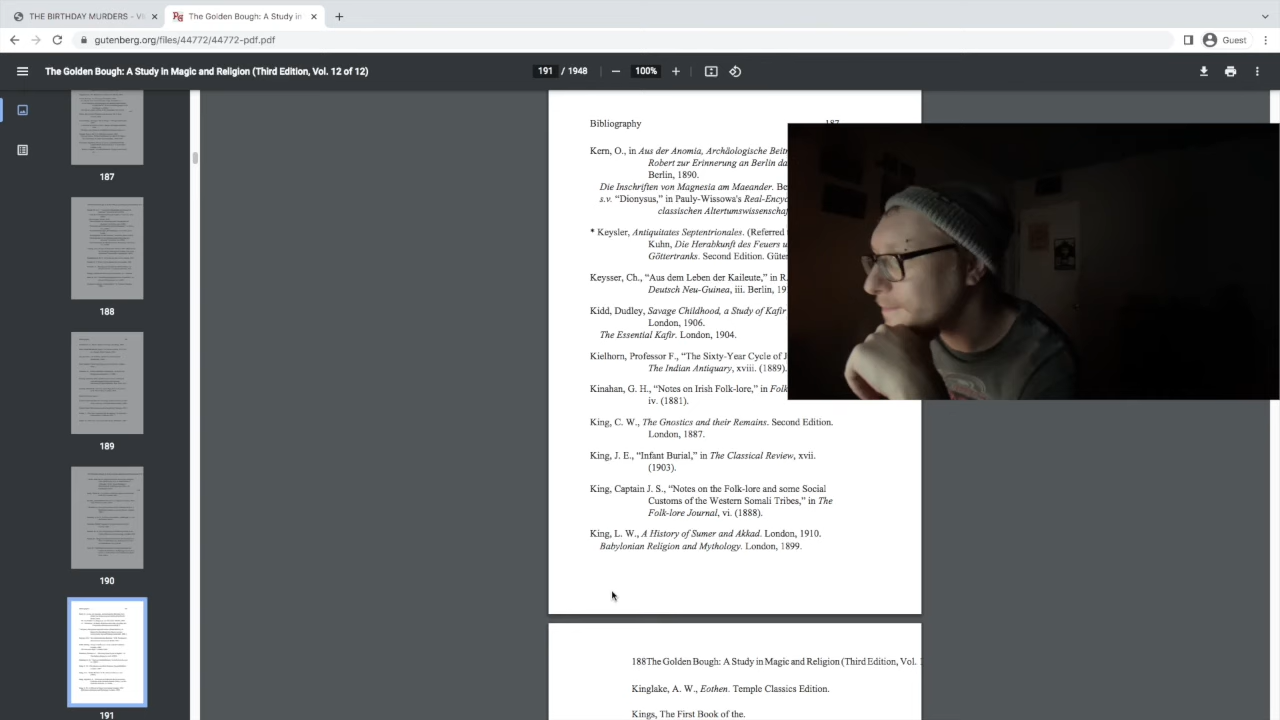 THE BIRTHDAY MURDERS -
The Golden Bough: A Study in
gutenberg.org/files/44772/44772-pdf.pdf
Guest
The Golden Bough: A Study in Magic and Religion (Third Edition, Vol. 12 of 12)
191 / 1948
100%
187
188
189
190
191
Bibliography 187
Kern, O., in Aus der Anomia, Archäologische
Robert zur Erinnerung an Berlin
Berlin, 1890.
Die Inschriften von Magnesia am Maeander.
s.v. “Dionysus,” in Pauly-Wissowa's
classischen
* Keysler, Antiquitates Septentrionales. (Referred
Kuhn, Die Herabkunft des Feuers
Göttertranks. Second Edition.
Keysser, Ch., “Aus dem Leben der Kaileute,” in
Deutsch Neu-Guinea, iii. Berlin,
Kidd, Dudley, Savage Childhood, a Study of Kafir
London, 1906.
The Essential Kafir. London, 1904.
Kielhorn, Professor F., “The Sixty-Year Cycle of
The Indian Antiquary, xviii. (1889).
Kinahan, G. H., “Notes on Irish Folk-lore,” in
iv. (1881).
King, C. W., The Gnostics and their Remains. Second Edition.
London, 1887.
King, J. E., “Infant Burial,” in The Classical Review, xvii.
(1903).
King, Captain J. S., “Notes on the Folk-lore and some Social
Customs of the Western Somali Tribes,” in The
Folk-lore Journal, vi. (1888).
King, L. W., A History of Sumer and Akkad. London, 1910.
Babylonian Religion and Mythology. London, 1899.
188The Golden Bough: A Study in Magic and Religion (Third Edition, Vol.
Kinglake, A. W., Eothen. Temple Classics Edition.
Kings, The First Book of the.